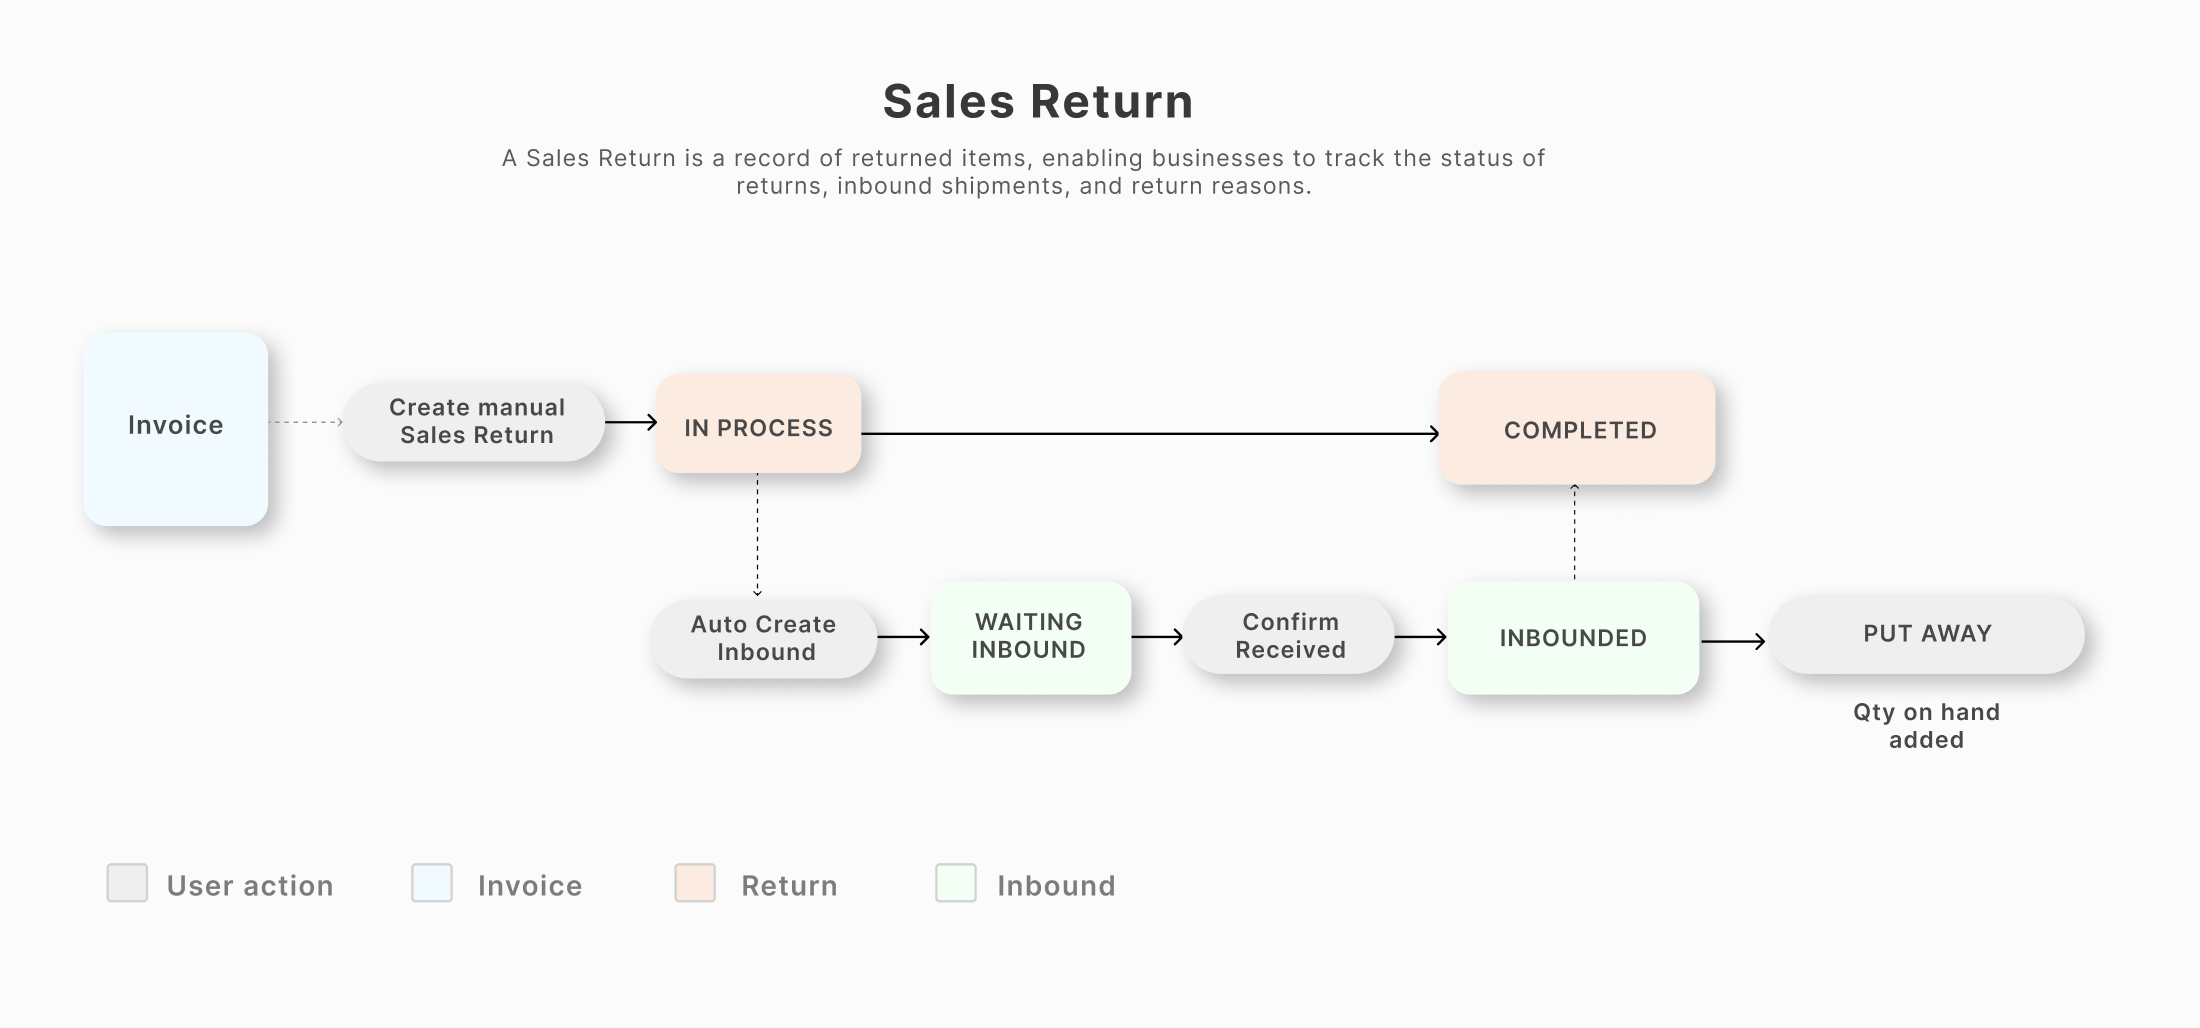 Sales Return
A Sales Return is a record of returned items, enabling businesses to track the status of
returns, inbound shipments, and return reasons.
Invoice
Create manual
Sales Return
IN PROCESS
COMPLETED
Auto Create
Inbound
WAITING
INBOUND
Confirm
Received
INBOUNDED
PUT AWAY
Qty on hand
added
User action
Invoice
Return
Inbound